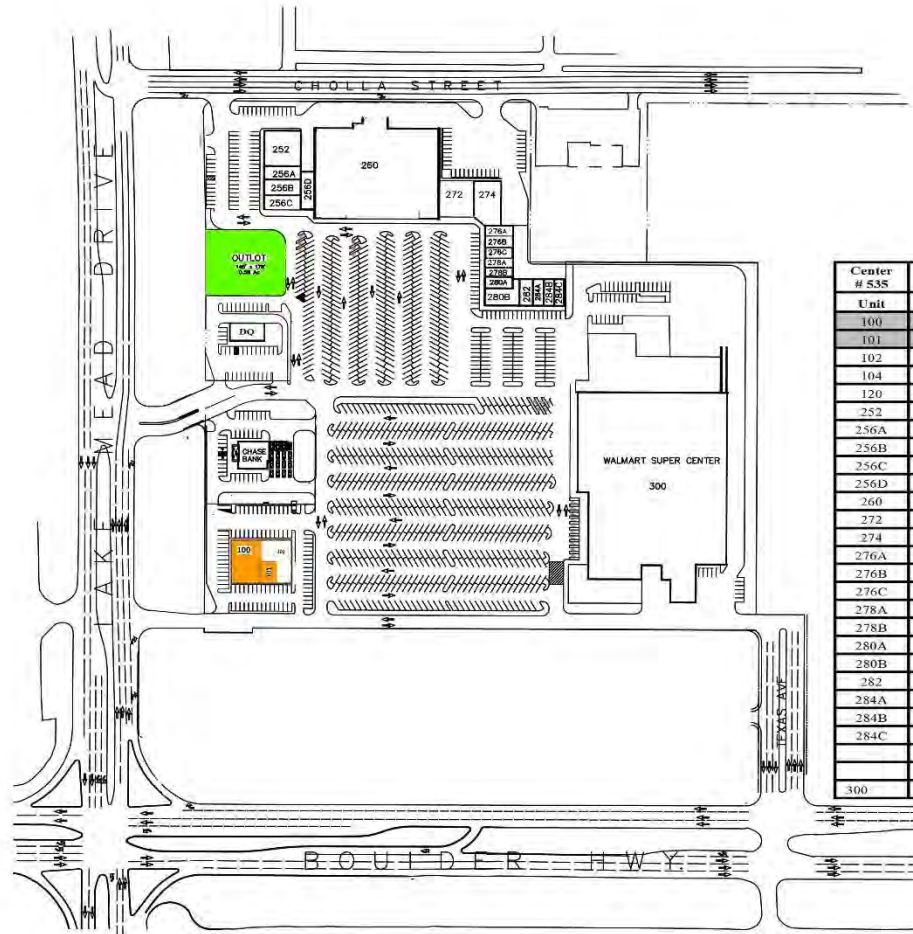 CHOLLA STREET
LAKE MEAD DRIVE
252
256A
256B
256C
256D
260
272
274
276A
276B
276C
278A
278B
280A
280B
282
284A
284B
284C
OUTLOT
DQ
CHASE
BANK
WALMART SUPER CENTER
300
100
101
TEXAS AVE
BOULDER HWY.
Center
# 535
Unit
100
101
102
104
120
252
256A
256B
256C
256D
260
272
274
276A
276B
276C
278A
278B
280A
280B
282
284A
284B
284C
300